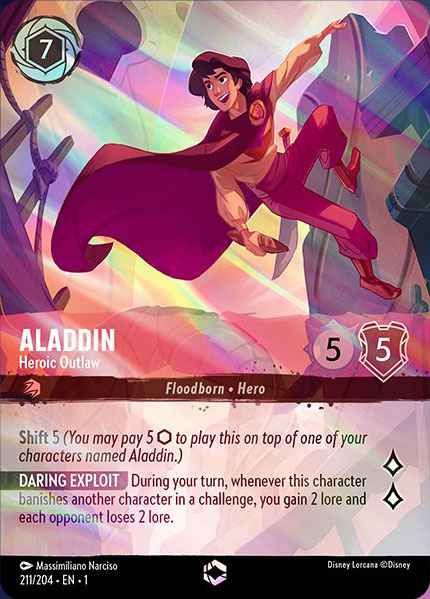 7
ALADDIN
Heroic Outlaw
5
5
Floodborn • Hero
Shift 5 (You may pay 5 to play this on top of one of your
characters named Aladdin.)
DARING EXPLOIT During your turn, whenever this character
banishes another character in a challenge, you gain 2 lore and
each opponent loses 2 lore.
Massimiliano Narciso
Disney Lorcana ©Disney
211/204 • EN • 1